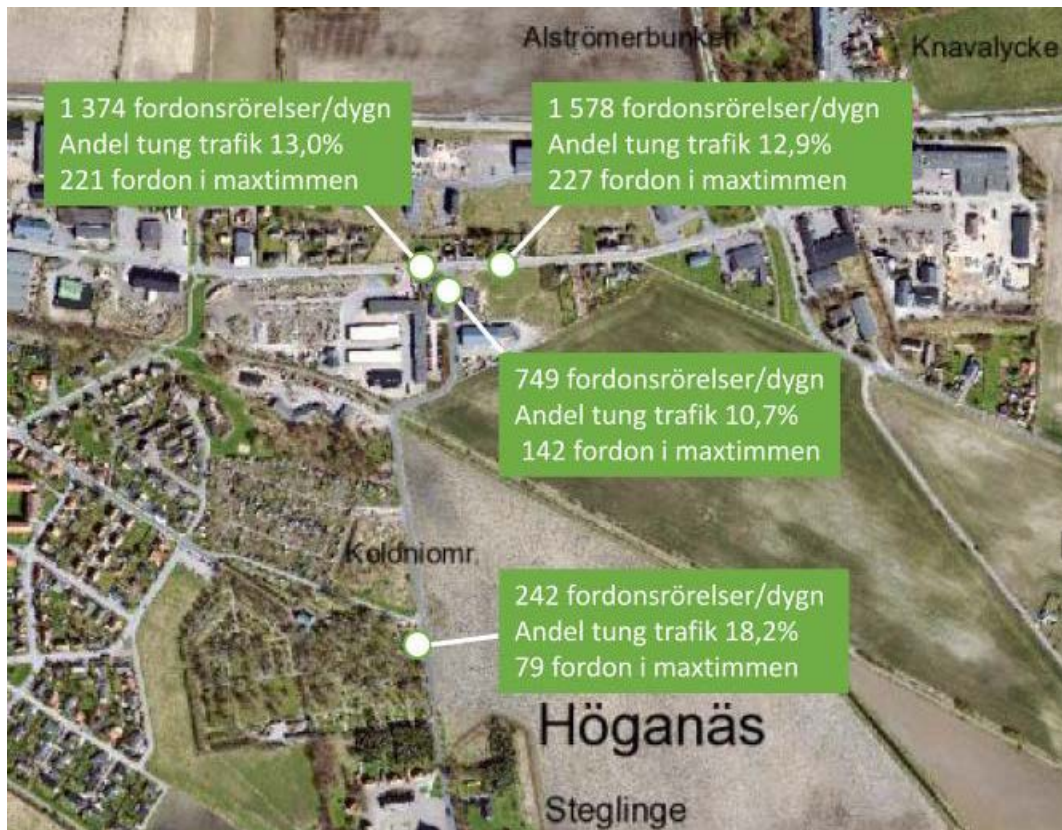 Alströmerbunken
Knavalycke
1 374 fordonsrörelser/dygn
Andel tung trafik 13,0%
221 fordon i maxtimmen
1 578 fordonsrörelser/dygn
Andel tung trafik 12,9%
227 fordon i maxtimmen
749 fordonsrörelser/dygn
Andel tung trafik 10,7%
142 fordon i maxtimmen
Koloniomr.
242 fordonsrörelser/dygn
Andel tung trafik 18,2%
79 fordon i maxtimmen
Höganäs
Steglinge